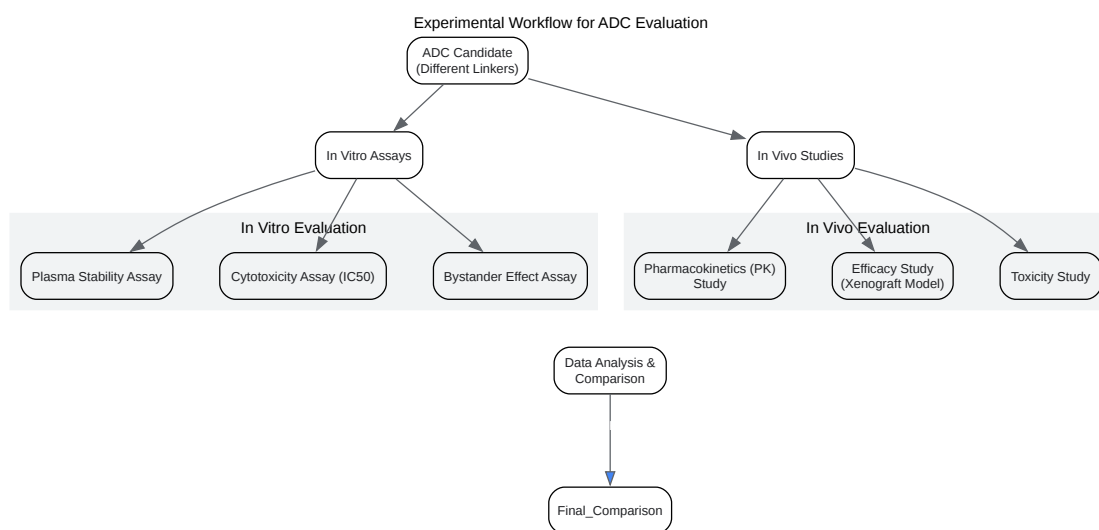 Experimental Workflow for ADC Evaluation
ADC Candidate
(Different Linkers)
In Vitro Assays
In Vivo Studies
In Vitro Evaluation
Plasma Stability Assay
Cytotoxicity Assay (IC50)
Bystander Effect Assay
In Vivo Evaluation
Pharmacokinetics (PK)
Study
Efficacy Study
(Xenograft Model)
Toxicity Study
Data Analysis &
Comparison
Final_Comparison